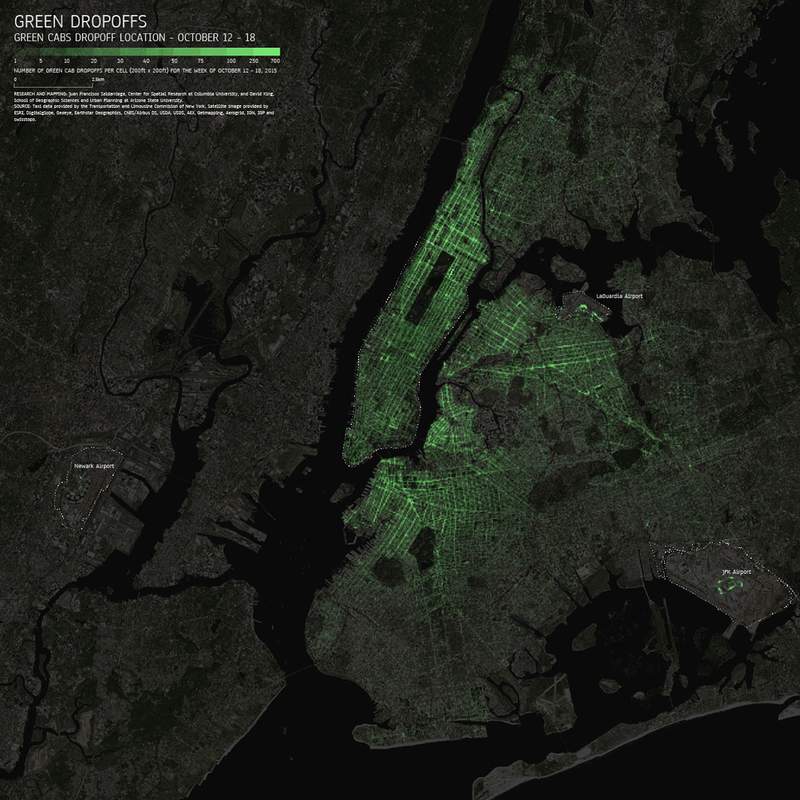 GREEN DROPOFFS
GREEN CABS DROPOFF LOCATION - OCTOBER 12 - 18
1 5 10 20 30 50 75 100 250 700
NUMBER OF GREEN CAB DROPOFFS PER CELL (200ft x 200ft) FOR THE WEEK OF OCTOBER 12 - 18, 2015
0 2.5km
RESEARCH AND MAPPING: Juan Francisco Saldarriaga, Center for Spatial Research at Columbia University, and David King,
School of Geographic Sciences and Urban Planning at Arizona State University.
SOURCE: Taxi data provided by the Transportation and Limousine Commission of New York. Satellite image provided by
ESRI, DigitalGlobe, Geoeye, Earthstar Geographics, CNES/Airbus DS, USDA, USGS, AEX, Getmapping, Aerogrid, IGN, IGP and
swisstopo.
LaGuardia Airport
Newark Airport
JFK Airport